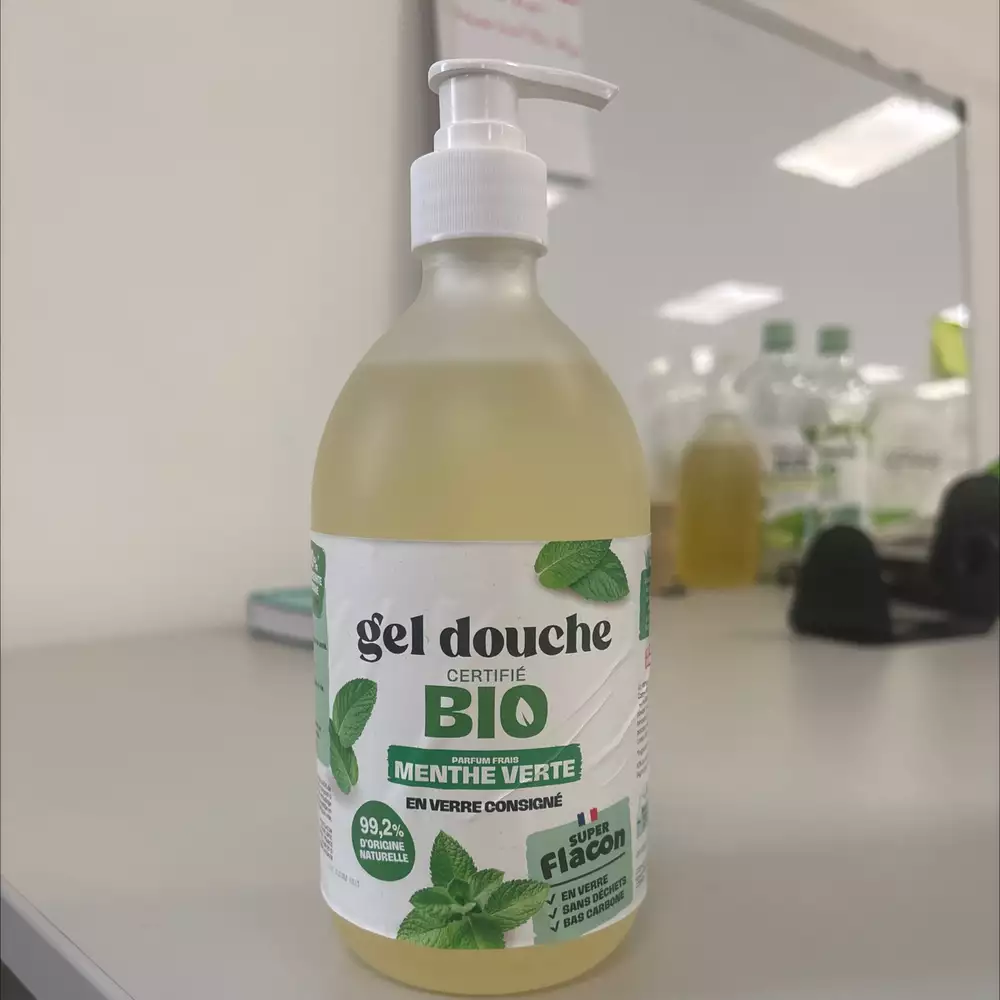 gel douche
CERTIFIÉ
BIO
PARFUM FRAIS
MENTHE VERTE
EN VERRE CONSIGNÉ
99,2%
D'ORIGINE
NATURELLE
SUPER
Flacon
✓ EN VERRE
✓ SANS DÉCHETS
✓ BAS CARBONE